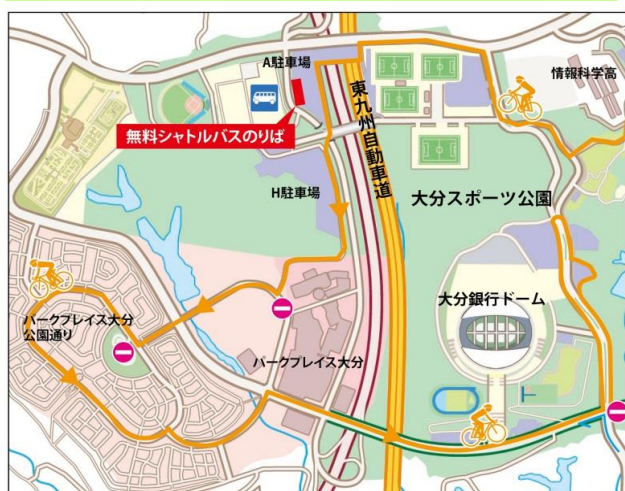 A駐車場
情報科学高
無料シャトルバスのりば
東九州自動車道
H駐車場
大分スポーツ公園
大分銀行ドーム
パークプレイス大分
公園通り
パークプレイス大分